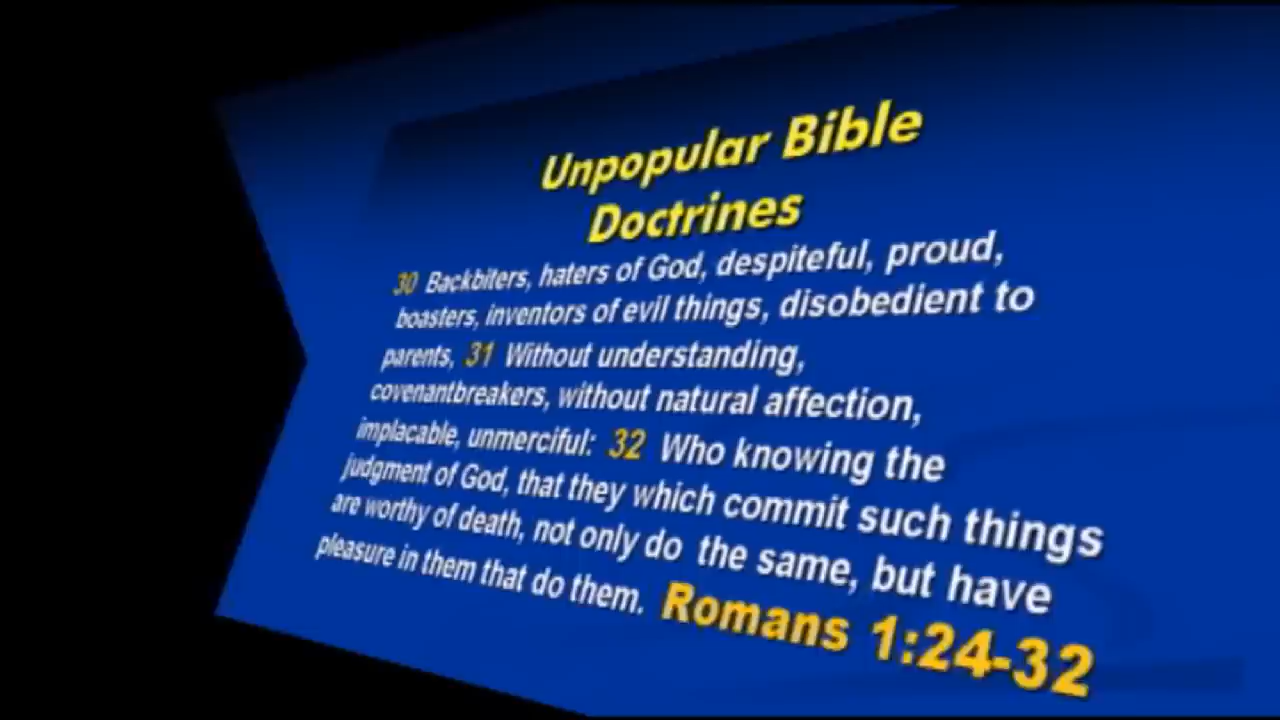 Unpopular Bible
Doctrines
30 Backbiters, haters of God, despiteful, proud,
boasters, inventors of evil things, disobedient to
parents, 31 Without understanding,
covenantbreakers, without natural affection,
implacable, unmerciful: 32 Who knowing the
judgment of God, that they which commit such things
are worthy of death, not only do the same, but have
pleasure in them that do them. Romans 1:24-32